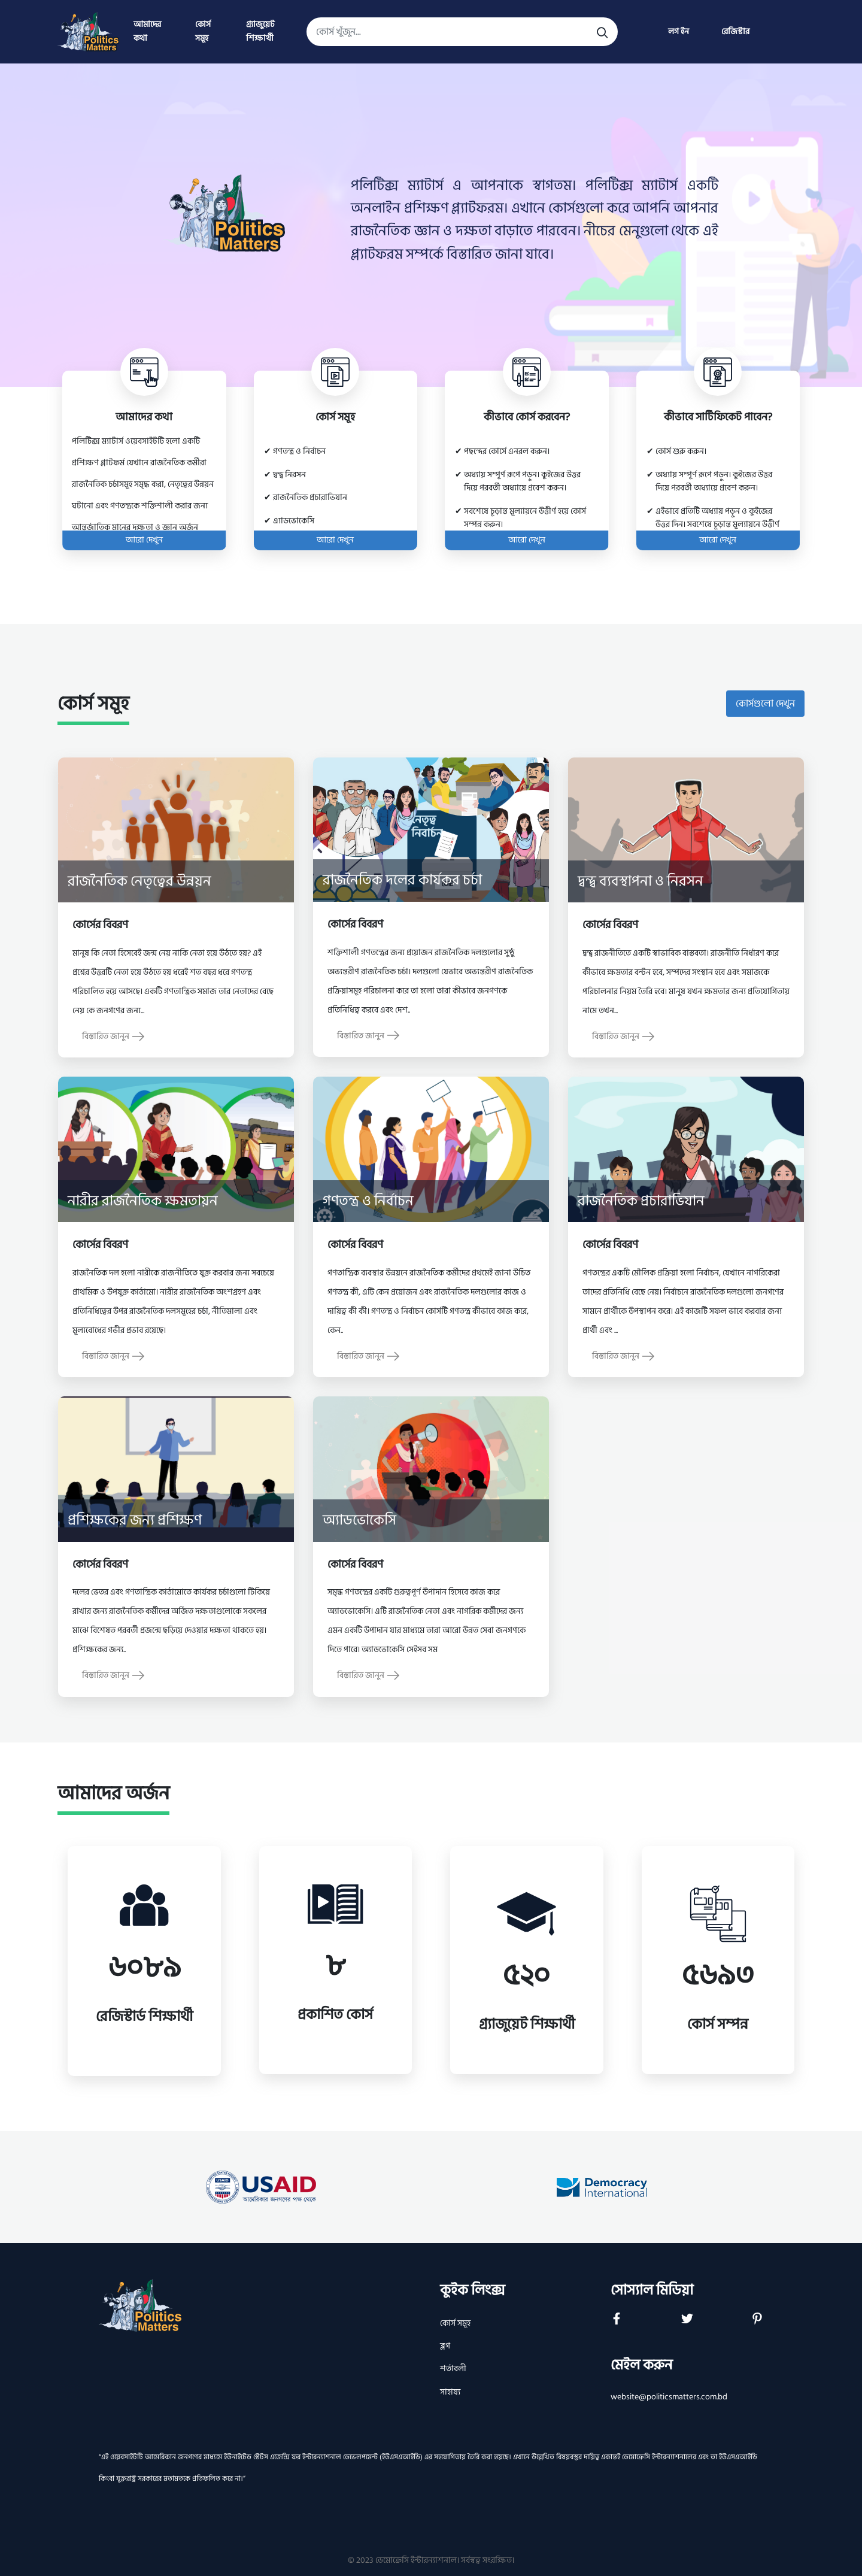 Politics
Matters
আমাদের
কথা
কোর্স
সমূহ
গ্র্যাজুয়েট
শিক্ষার্থী
কোর্স খুঁজুন...
লগ ইন
রেজিস্টার
Politics
Matters
পলিটিক্স ম্যাটার্স এ আপনাকে স্বাগতম। পলিটিক্স ম্যাটার্স একটি
অনলাইন প্রশিক্ষণ প্ল্যাটফরম। এখানে কোর্সগুলো করে আপনি আপনার
রাজনৈতিক জ্ঞান ও দক্ষতা বাড়াতে পারবেন। নীচের মেনুগুলো থেকে এই
প্ল্যাটফরম সম্পর্কে বিস্তারিত জানা যাবে।
আমাদের কথা
পলিটিক্স ম্যাটার্স ওয়েবসাইটটি হলো একটি
প্রশিক্ষণ প্লাটফর্ম যেখানে রাজনৈতিক কর্মীরা
রাজনৈতিক চর্চাসমূহ সমৃদ্ধ করা, নেতৃত্বের উন্নয়ন
ঘটানো এবং গণতন্ত্রকে শক্তিশালী করার জন্য
আন্তর্জাতিক মানের দক্ষতা ও জ্ঞান অর্জন
আরো দেখুন
কোর্স সমূহ
✔ গণতন্ত্র ও নির্বাচন
✔ দ্বন্দ্ব নিরসন
✔ রাজনৈতিক প্রচারাভিযান
✔ এ্যাডভোকেসি
আরো দেখুন
কীভাবে কোর্স করবেন?
✔ পছন্দের কোর্সে এনরল করুন।
✔ অধ্যায় সম্পূর্ণ রূপে পড়ুন। কুইজের উত্তর
দিয়ে পরবর্তী অধ্যায়ে প্রবেশ করুন।
✔ সবশেষে চূড়ান্ত মূল্যায়নে উত্তীর্ণ হয়ে কোর্স
সম্পন্ন করুন।
আরো দেখুন
কীভাবে সার্টিফিকেট পাবেন?
✔ কোর্স শুরু করুন।
✔ অধ্যায় সম্পূর্ণ রূপে পড়ুন। কুইজের উত্তর
দিয়ে পরবর্তী অধ্যায়ে প্রবেশ করুন।
✔ এইভাবে প্রতিটি অধ্যায় পড়ুন ও কুইজের
উত্তর দিন। সবশেষে চূড়ান্ত মূল্যায়নে উত্তীর্ণ
আরো দেখুন
কোর্স সমূহ
কোর্সগুলো দেখুন
রাজনৈতিক নেতৃত্বের উন্নয়ন
কোর্সের বিবরণ
মানুষ কি নেতা হিসেবেই জন্ম নেয় নাকি নেতা হয়ে উঠতে হয়? এই
প্রশ্নের উত্তরটি নেতা হয়ে উঠতে হয় ধরেই শত বছর ধরে গণতন্ত্র
পরিচালিত হয়ে আসছে। একটি গণতান্ত্রিক সমাজ তার নেতাদের বেছে
নেয় কে জনগণের জন্য...
বিস্তারিত জানুন
নেতৃত্ব
নির্বাচন
রাজনৈতিক দলের কার্যকর চর্চা
কোর্সের বিবরণ
শক্তিশালী গণতন্ত্রের জন্য প্রয়োজন রাজনৈতিক দলগুলোর সুষ্ঠু
অভ্যন্তরীণ রাজনৈতিক চর্চা। দলগুলো যেভাবে অভ্যন্তরীণ রাজনৈতিক
প্রক্রিয়াসমূহ পরিচালনা করে তা হলো তারা কীভাবে জনগণকে
প্রতিনিধিত্ব করবে এবং দেশ..
বিস্তারিত জানুন
দ্বন্দ্ব ব্যবস্থাপনা ও নিরসন
কোর্সের বিবরণ
দ্বন্দ্ব রাজনীতিতে একটি স্বাভাবিক বাস্তবতা। রাজনীতি নির্ধারণ করে
কীভাবে ক্ষমতার বন্টন হবে, সম্পদের সংস্থান হবে এবং সমাজকে
পরিচালনার নিয়ম তৈরি হবে। মানুষ যখন ক্ষমতার জন্য প্রতিযোগিতায়
নামে তখন...
বিস্তারিত জানুন
নারীর রাজনৈতিক ক্ষমতায়ন
কোর্সের বিবরণ
রাজনৈতিক দল হলো নারীকে রাজনীতিতে যুক্ত করবার জন্য সবচেয়ে
প্রাথমিক ও উপযুক্ত কাঠামো। নারীর রাজনৈতিক অংশগ্রহণ এবং
প্রতিনিধিত্বের উপর রাজনৈতিক দলসমূহের চর্চা, নীতিমালা এবং
মূল্যবোধের গভীর প্রভাব রয়েছে।
বিস্তারিত জানুন
গণতন্ত্র ও নির্বাচন
কোর্সের বিবরণ
গণতান্ত্রিক ব্যবস্থার উন্নয়নে রাজনৈতিক কর্মীদের প্রথমেই জানা উচিত
গণতন্ত্র কী, এটি কেন প্রয়োজন এবং রাজনৈতিক দলগুলোর কাজ ও
দায়িত্ব কী কী। গণতন্ত্র ও নির্বাচন কোর্সটি গণতন্ত্র কীভাবে কাজ করে,
কেন..
বিস্তারিত জানুন
রাজনৈতিক প্রচারাভিযান
কোর্সের বিবরণ
গণতন্ত্রের একটি মৌলিক প্রক্রিয়া হলো নির্বাচন, যেখানে নাগরিকেরা
তাদের প্রতিনিধি বেছে নেয়। নির্বাচনে রাজনৈতিক দলগুলো জনগণের
সামনে প্রার্থীকে উপস্থাপন করে। এই কাজটি সফল ভাবে করবার জন্য
প্রার্থী এবং ...
বিস্তারিত জানুন
প্রশিক্ষকের জন্য প্রশিক্ষণ
কোর্সের বিবরণ
দলের ভেতর এবং গণতান্ত্রিক কাঠামোতে কার্যকর চর্চাগুলো টিকিয়ে
রাখার জন্য রাজনৈতিক কর্মীদের অর্জিত দক্ষতাগুলোকে সকলের
মাঝে বিশেষত পরবর্তী প্রজন্মে ছড়িয়ে দেওয়ার দক্ষতা থাকতে হয়।
প্রশিক্ষকের জন্য..
বিস্তারিত জানুন
অ্যাডভোকেসি
কোর্সের বিবরণ
সমৃদ্ধ গণতন্ত্রের একটি গুরুত্বপূর্ণ উপাদান হিসেবে কাজ করে
অ্যাডভোকেসি। এটি রাজনৈতিক নেতা এবং নাগরিক কর্মীদের জন্য
এমন একটি উপাদান যার মাধ্যমে তারা আরো উন্নত সেবা জনগণকে
দিতে পারে। অ্যাডভোকেসি সেইসব সম
বিস্তারিত জানুন
আমাদের অর্জন
৬০৮৯
রেজিস্টার্ড শিক্ষার্থী
৮
প্রকাশিত কোর্স
৫২০
গ্র্যাজুয়েট শিক্ষার্থী
৫৬৯৩
কোর্স সম্পন্ন
USAID
আমেরিকার জনগণের পক্ষ থেকে
Democracy
International
Politics
Matters
কুইক লিংক্স
কোর্স সমূহ
ব্লগ
শর্তাবলী
সাহায্য
সোস্যাল মিডিয়া
মেইল করুন
website@politicsmatters.com.bd
"এই ওয়েবসাইটটি আমেরিকান জনগণের মাধ্যমে ইউনাইটেড স্টেটস এজেন্সি ফর ইন্টারন্যাশনাল ডেভেলপমেন্ট (ইউএসএআইডি) এর সহযোগিতায় তৈরি করা হয়েছে। এখানে উল্লেখিত বিষয়বস্তুর দায়িত্ব একান্তই ডেমোক্রেসি ইন্টারন্যাশনালের এবং তা ইউএসএআইডি
কিংবা যুক্তরাষ্ট্র সরকারের মতামতকে প্রতিফলিত করে না।"
© 2023 ডেমোক্রেসি ইন্টারন্যাশনাল। সর্বস্বত্ব সংরক্ষিত।